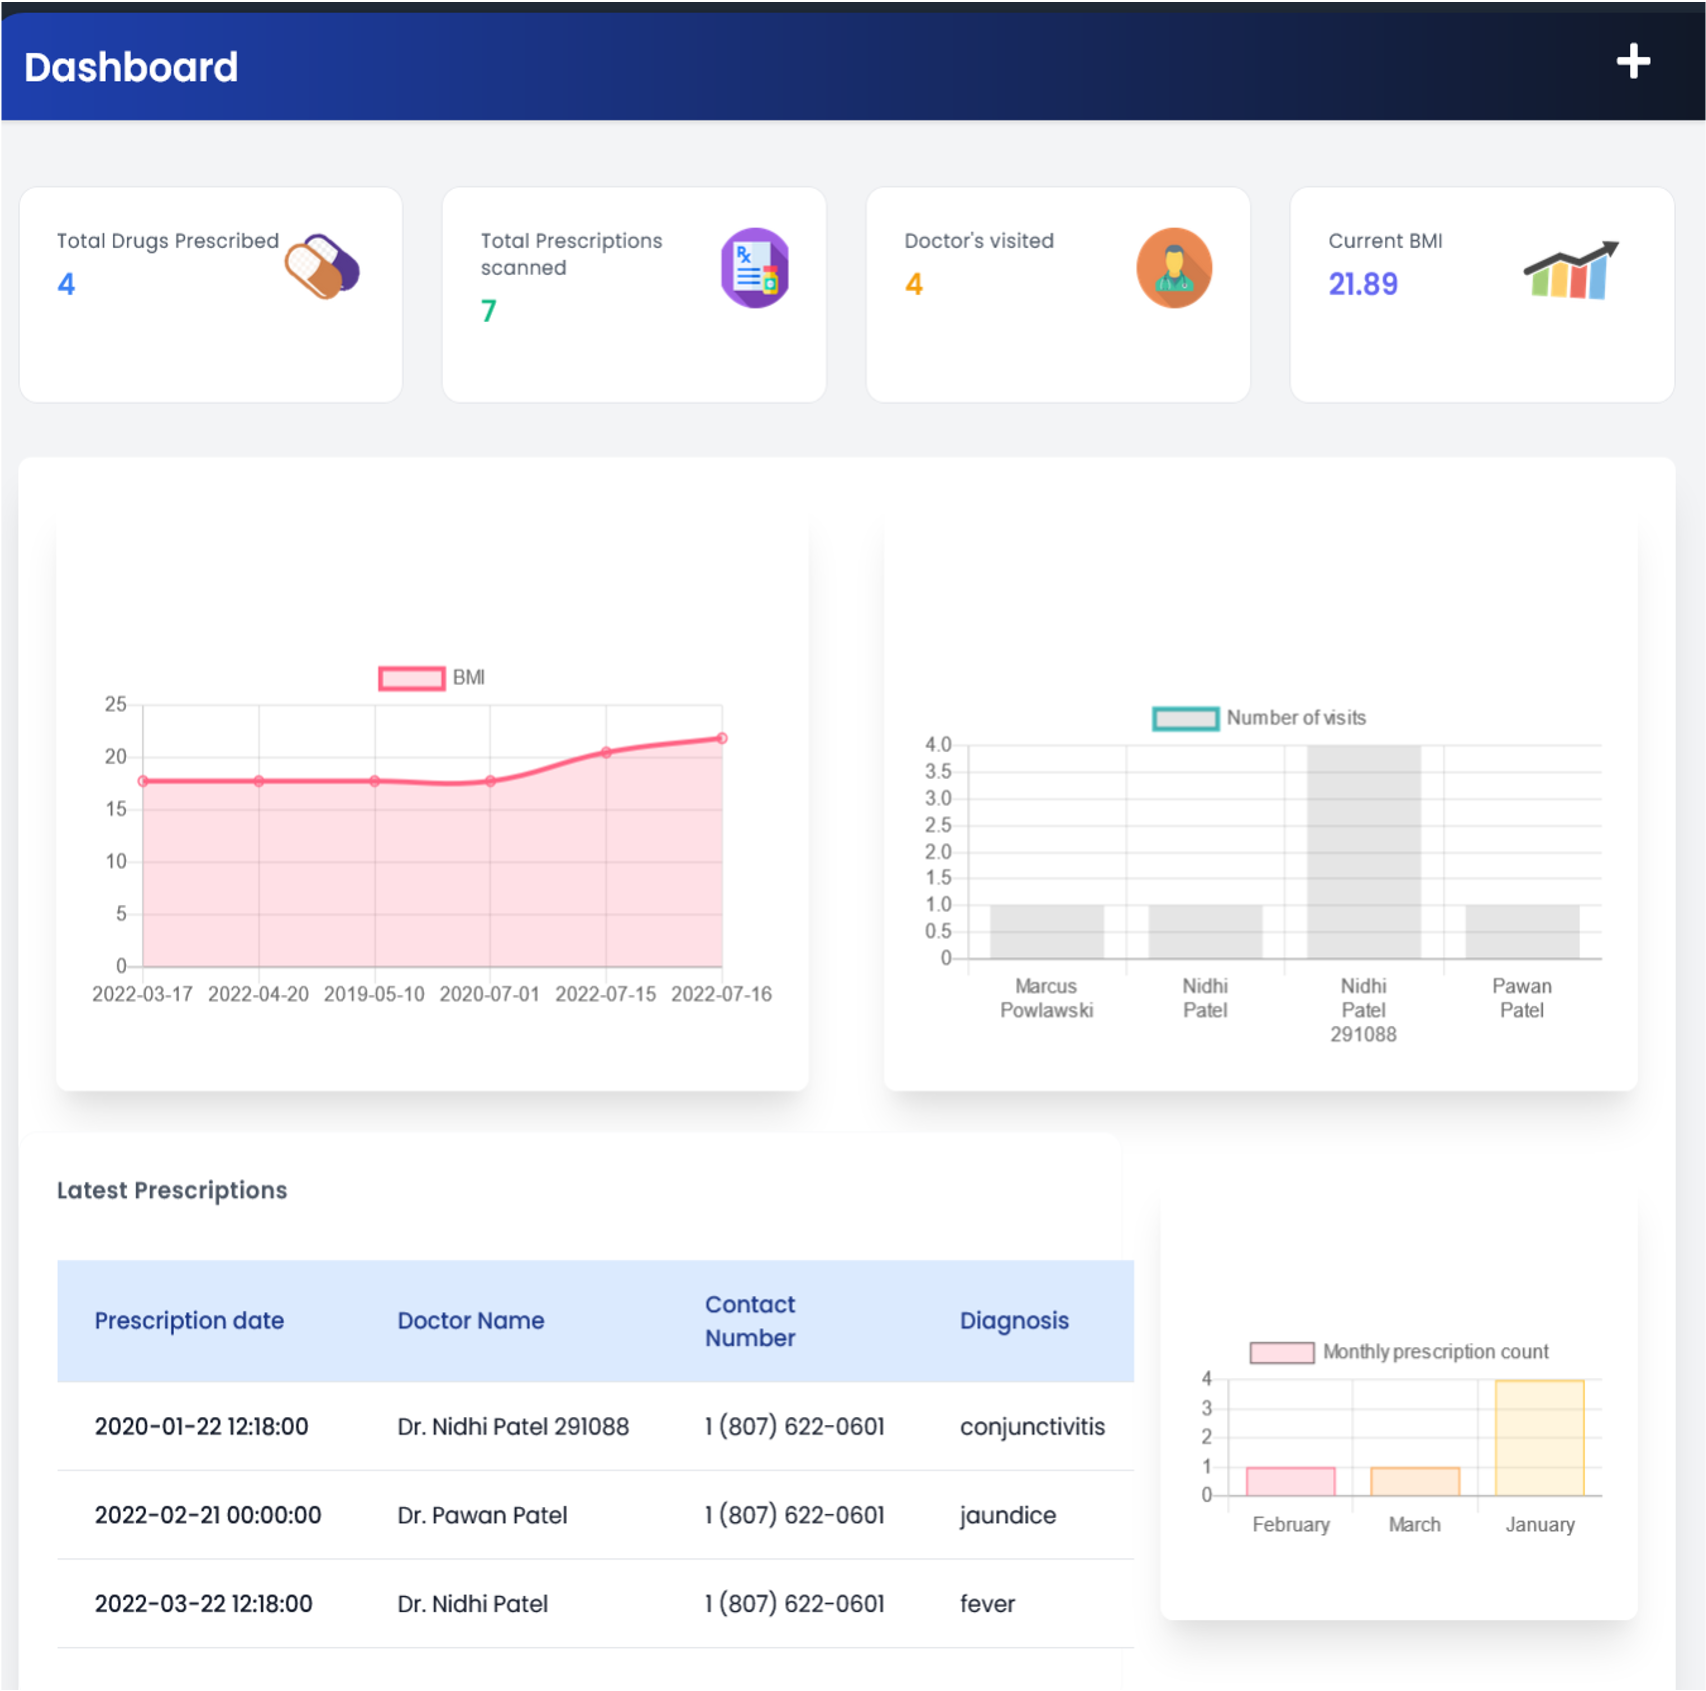 Dashboard
Total Drugs Prescribed
4
Total Prescriptions
scanned
7
Doctor's visited
4
Current BMI
21.89
Rx
BMI
25
20
15
10
5
0
2022-03-17 2022-04-20 2019-05-10 2020-07-01 2022-07-15 2022-07-16
Number of visits
4.0
3.5
3.0
2.5
2.0
1.5
1.0
0.5
0
Marcus
Powlawski
Nidhi
Patel
Nidhi
Patel
291088
Pawan
Patel
Latest Prescriptions
Prescription date Doctor Name Contact Number Diagnosis
2020-01-22 12:18:00 Dr. Nidhi Patel 291088 1 (807) 622-0601 conjunctivitis
2022-02-21 00:00:00 Dr. Pawan Patel 1 (807) 622-0601 jaundice
2022-03-22 12:18:00 Dr. Nidhi Patel 1 (807) 622-0601 fever
Monthly prescription count
4
3
2
1
0
February March January